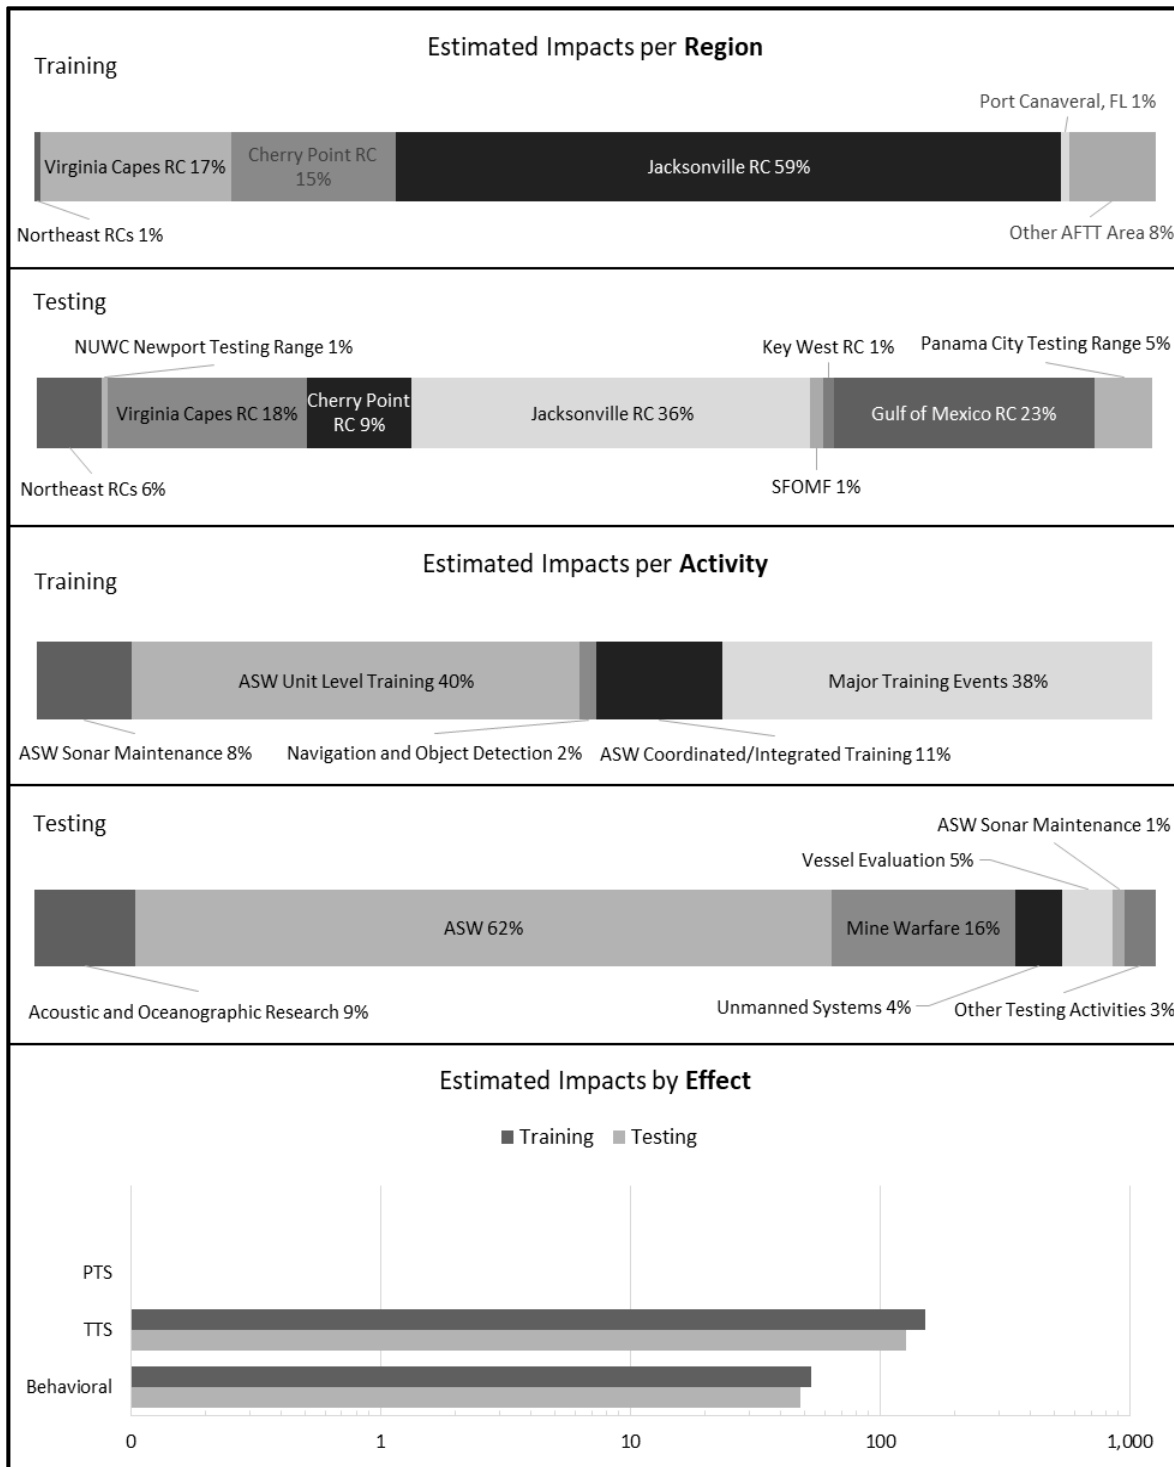 Estimated Impacts per Region
Training
Port Canaveral, FL 1%
Virginia Capes RC 17%
Cherry Point RC
15%
Jacksonville RC 59%
Northeast RCs 1%
Other AFTT Area 8%
Testing
NUWC Newport Testing Range 1%
Key West RC 1%
Panama City Testing Range 5%
Virginia Capes RC 18%
Cherry Point
RC 9%
Jacksonville RC 36%
Gulf of Mexico RC 23%
Northeast RCs 6%
SFOMF 1%
Estimated Impacts per Activity
Training
ASW Unit Level Training 40%
Major Training Events 38%
ASW Sonar Maintenance 8%
Navigation and Object Detection 2%
ASW Coordinated/Integrated Training 11%
Testing
ASW Sonar Maintenance 1%
Vessel Evaluation 5%
ASW 62%
Mine Warfare 16%
Acoustic and Oceanographic Research 9%
Unmanned Systems 4%
Other Testing Activities 3%
Estimated Impacts by Effect
Training
Testing
PTS
TTS
Behavioral
0
1
10
100
1,000